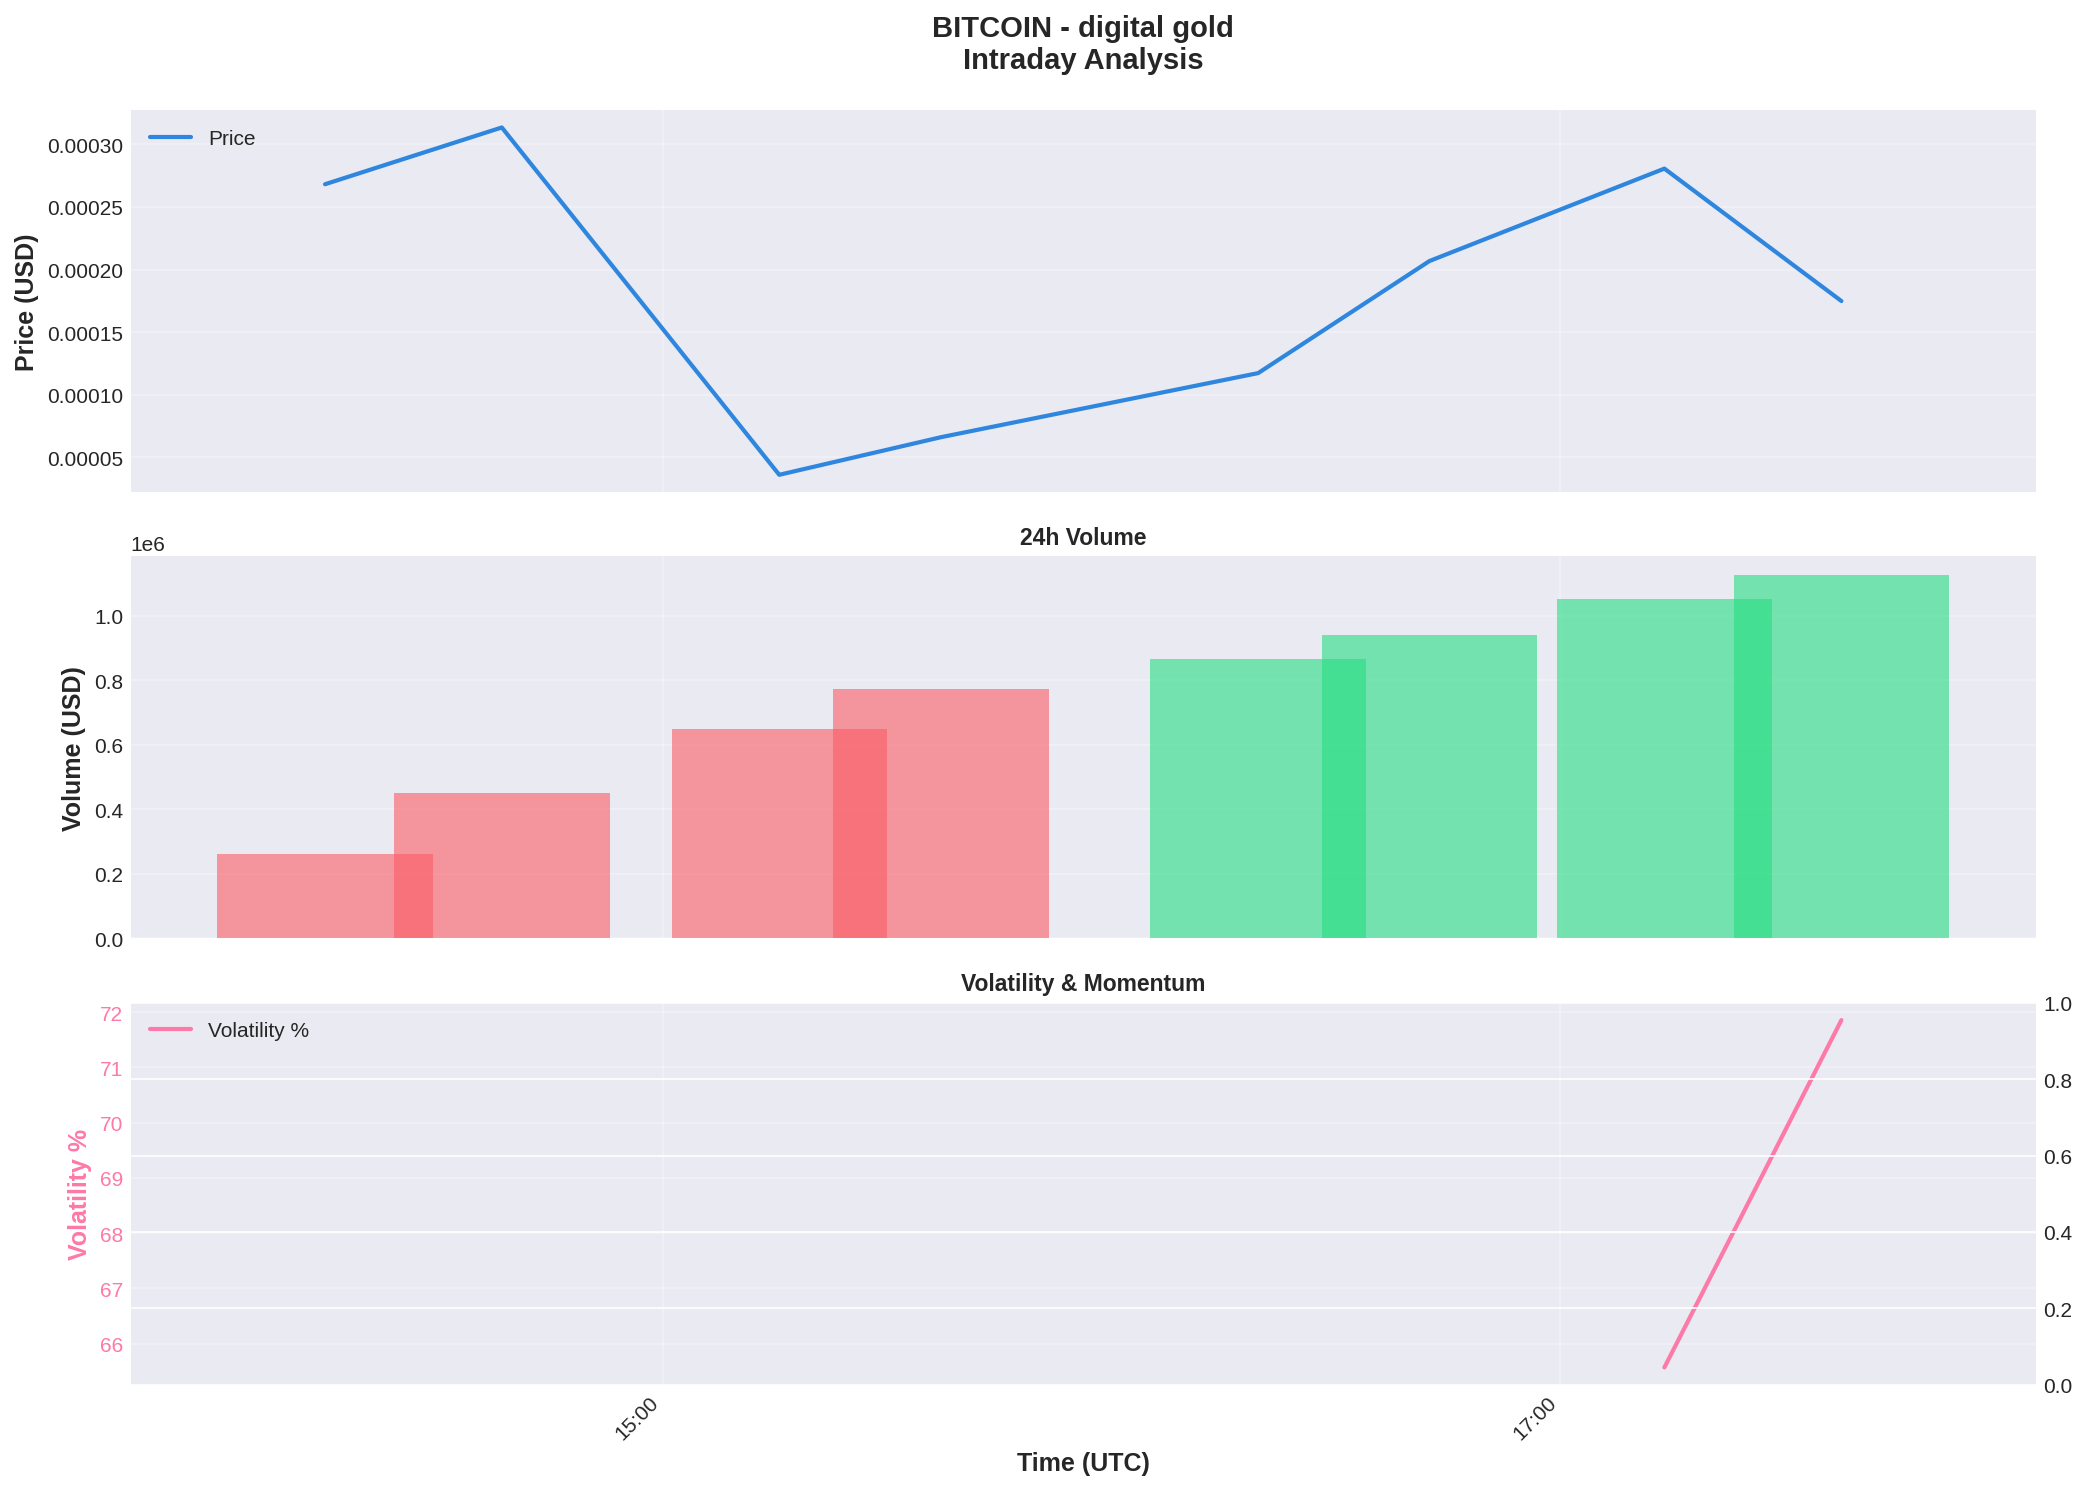 BITCOIN - digital gold
Intraday Analysis
Price
Price (USD)
0.00030
0.00025
0.00020
0.00015
0.00010
0.00005
24h Volume
1e6
Volume (USD)
1.0
0.8
0.6
0.4
0.2
0.0
Volatility & Momentum
Volatility %
Volatility %
72
71
70
69
68
67
66
1.0
0.8
0.6
0.4
0.2
0.0
15:00
17:00
Time (UTC)